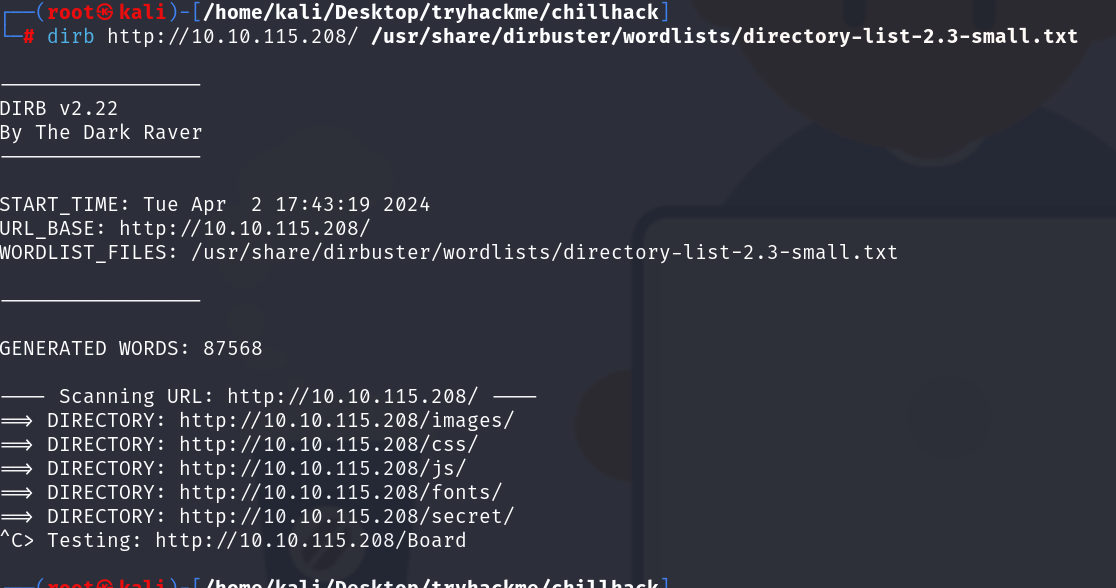 ┌──(root㉿kali)-[/home/kali/Desktop/tryhackme/chillhack]
└─# dirb http://10.10.115.208/ /usr/share/dirbuster/wordlists/directory-list-2.3-small.txt
-----------------
DIRB v2.22
By The Dark Raver
-----------------
START_TIME: Tue Apr  2 17:43:19 2024
URL_BASE: http://10.10.115.208/
WORDLIST_FILES: /usr/share/dirbuster/wordlists/directory-list-2.3-small.txt
-----------------
GENERATED WORDS: 87568
---- Scanning URL: http://10.10.115.208/ ----
==> DIRECTORY: http://10.10.115.208/images/
==> DIRECTORY: http://10.10.115.208/css/
==> DIRECTORY: http://10.10.115.208/js/
==> DIRECTORY: http://10.10.115.208/fonts/
==> DIRECTORY: http://10.10.115.208/secret/
^C> Testing: http://10.10.115.208/Board
┌──(root㉿kali)-[/home/kali/Desktop/tryhackme/chillhack]